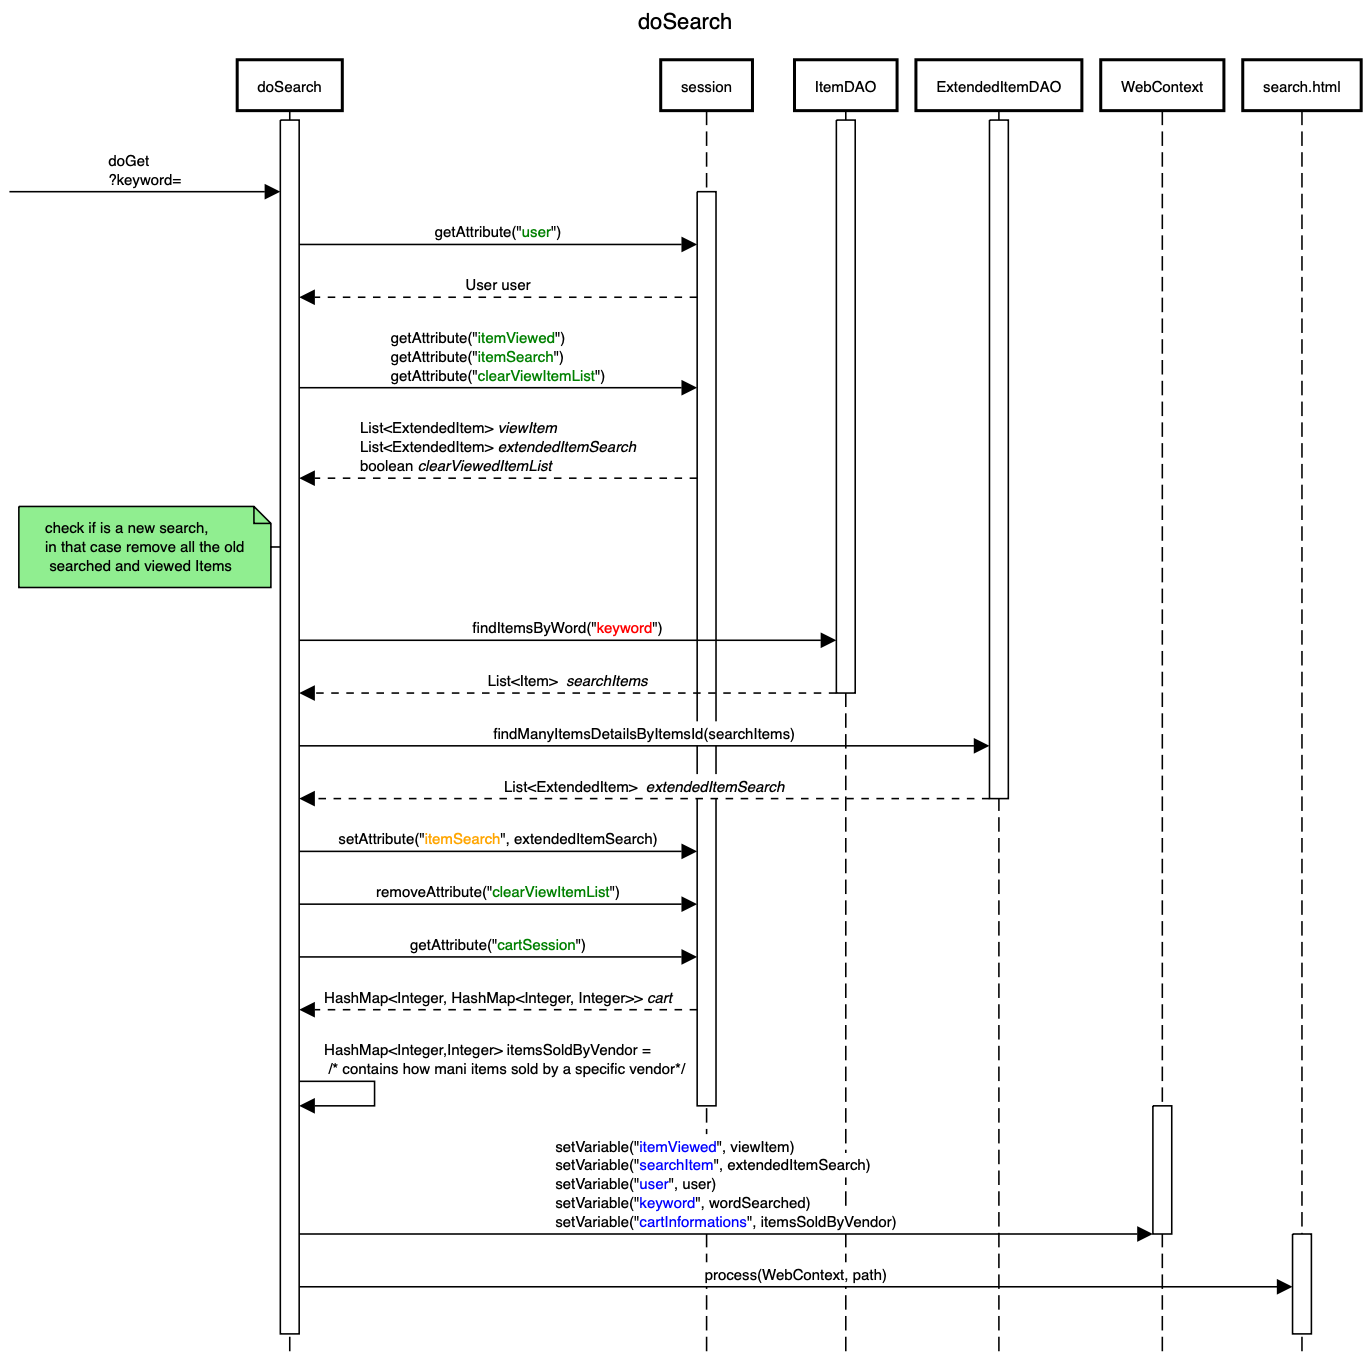 doSearch
doSearch
session
ItemDAO
ExtendedItemDAO
WebContext
search.html
doGet
?keyword=
getAttribute("user")
User user
getAttribute("itemViewed")
getAttribute("itemSearch")
getAttribute("clearViewItemList")
List<ExtendedItem> viewItem
List<ExtendedItem> extendedItemSearch
boolean clearViewedItemList
check if is a new search,
in that case remove all the old
searched and viewed Items
findItemsByWord("keyword")
List<Item> searchItems
findManyItemsDetailsByItemsId(searchItems)
List<ExtendedItem> extendedItemSearch
setAttribute("itemSearch", extendedItemSearch)
removeAttribute("clearViewItemList")
getAttribute("cartSession")
HashMap<Integer, HashMap<Integer, Integer>> cart
HashMap<Integer,Integer> itemsSoldByVendor =
/* contains how mani items sold by a specific vendor*/
setVariable("itemViewed", viewItem)
setVariable("searchItem", extendedItemSearch)
setVariable("user", user)
setVariable("keyword", wordSearched)
setVariable("cartInformations", itemsSoldByVendor)
process(WebContext, path)